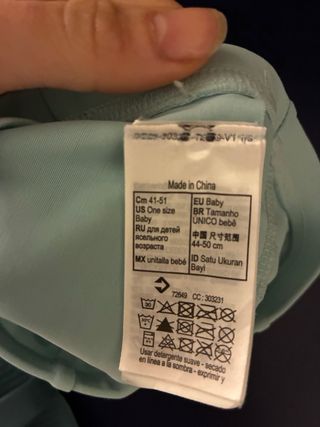 Made in China
Cm 41-51
US One size
Baby
RU для детей
ясельного
возраста
MX unitalla bebé
EU Baby
BR Tamanho
ÚNICO bebê
中国 尺寸范围
44-50 cm
ID Satu Ukuran
Bayi
72649 CC: 303231
Usar detergente suave - secado
en línea a la sombra - exprimir y